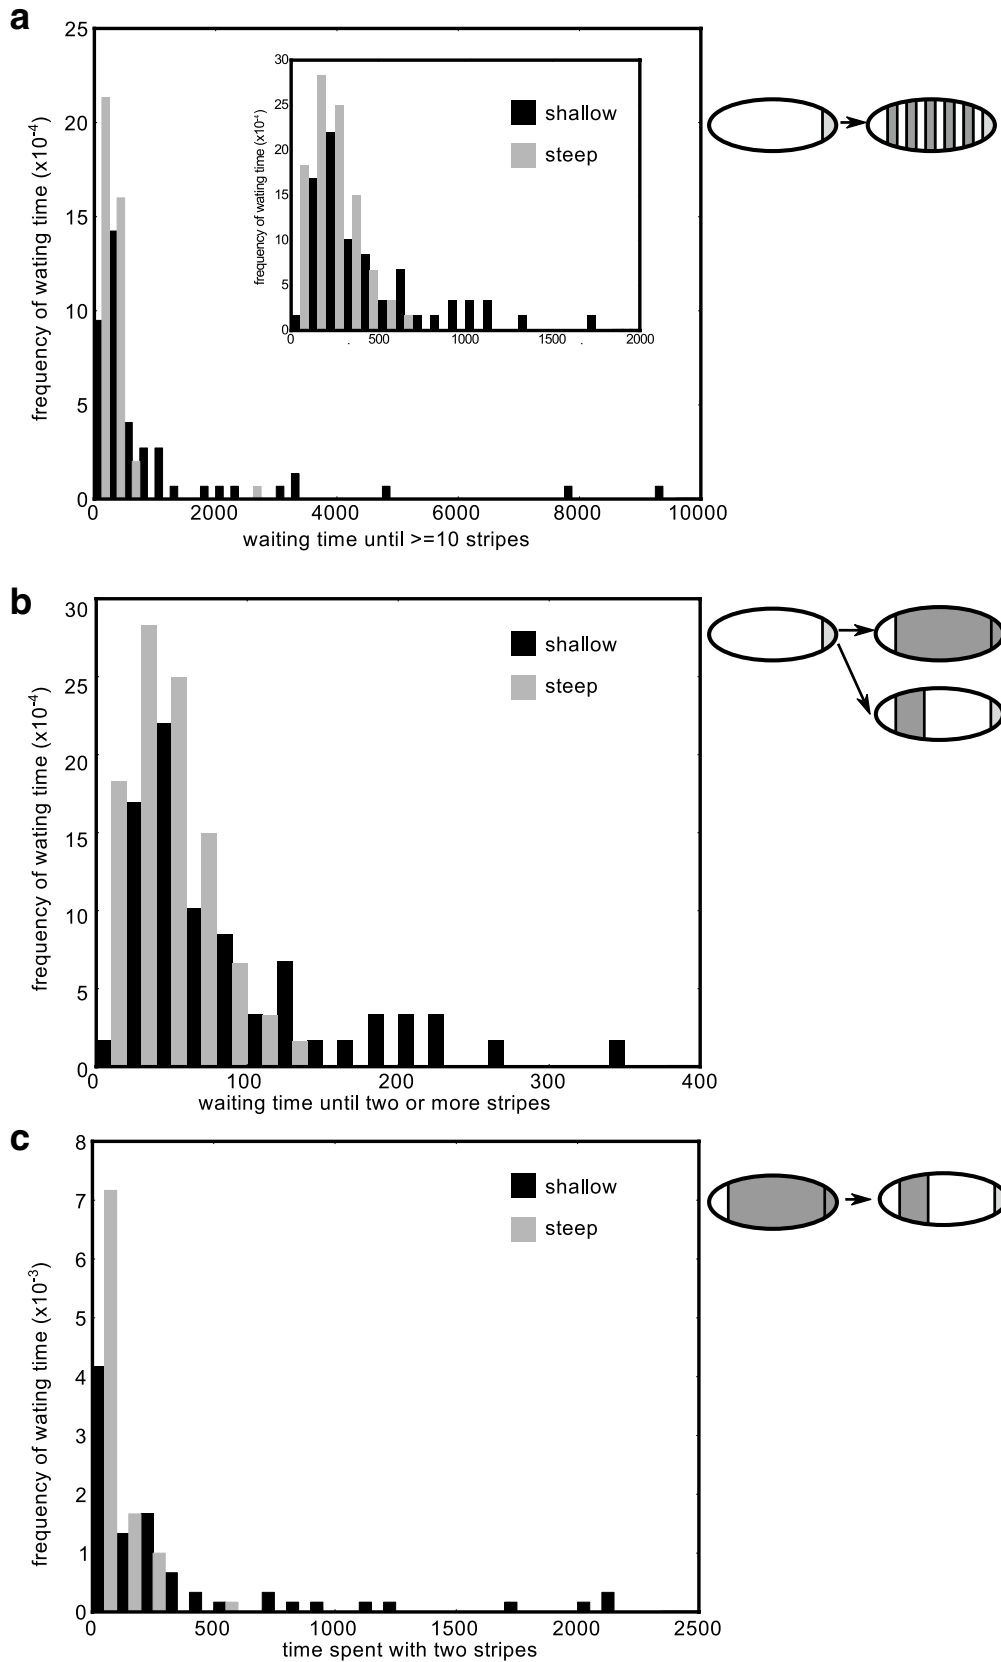 a
25
20
15
10
5
0
frequency of wating time (x10-4)
0 2000 4000 6000 8000 10000
waiting time until >=10 stripes
30
25
20
15
10
5
0
frequency of wating time (x10-4)
0 500 1000 1500 2000
shallow
steep
b
30
25
20
15
10
5
0
frequency of wating time (x10-4)
0 100 200 300 400
waiting time until two or more stripes
shallow
steep
c
8
7
6
5
4
3
2
1
0
frequency of wating time (x10-3)
0 500 1000 1500 2000 2500
time spent with two stripes
shallow
steep